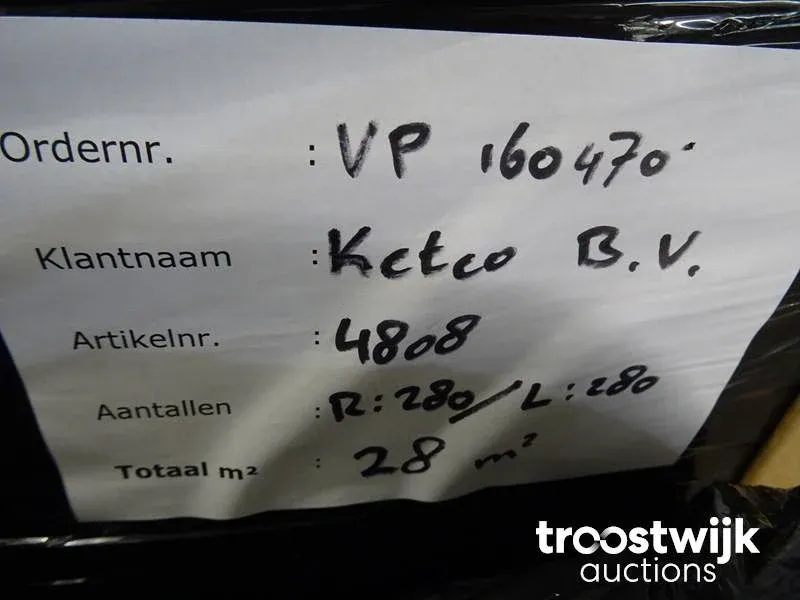 Ordernr. : VP 160470
Klantnaam : Ketco B.V.
Artikelnr. : 4808
Aantallen : R:280/L:280
Totaal m² : 28 m²
troostwijk
auctions